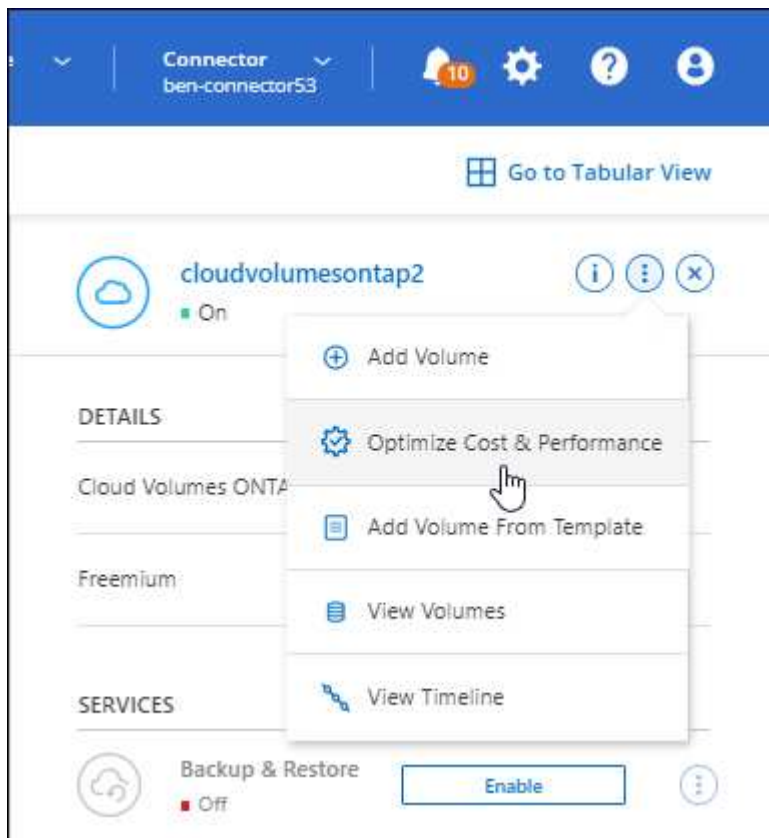 Connector
ben-connector53
10
Go to Tabular View
cloudvolumesontap2
On
Add Volume
DETAILS
Optimize Cost & Performance
Cloud Volumes ONTA
Add Volume From Template
Freemium
View Volumes
View Timeline
SERVICES
Backup & Restore
Off
Enable